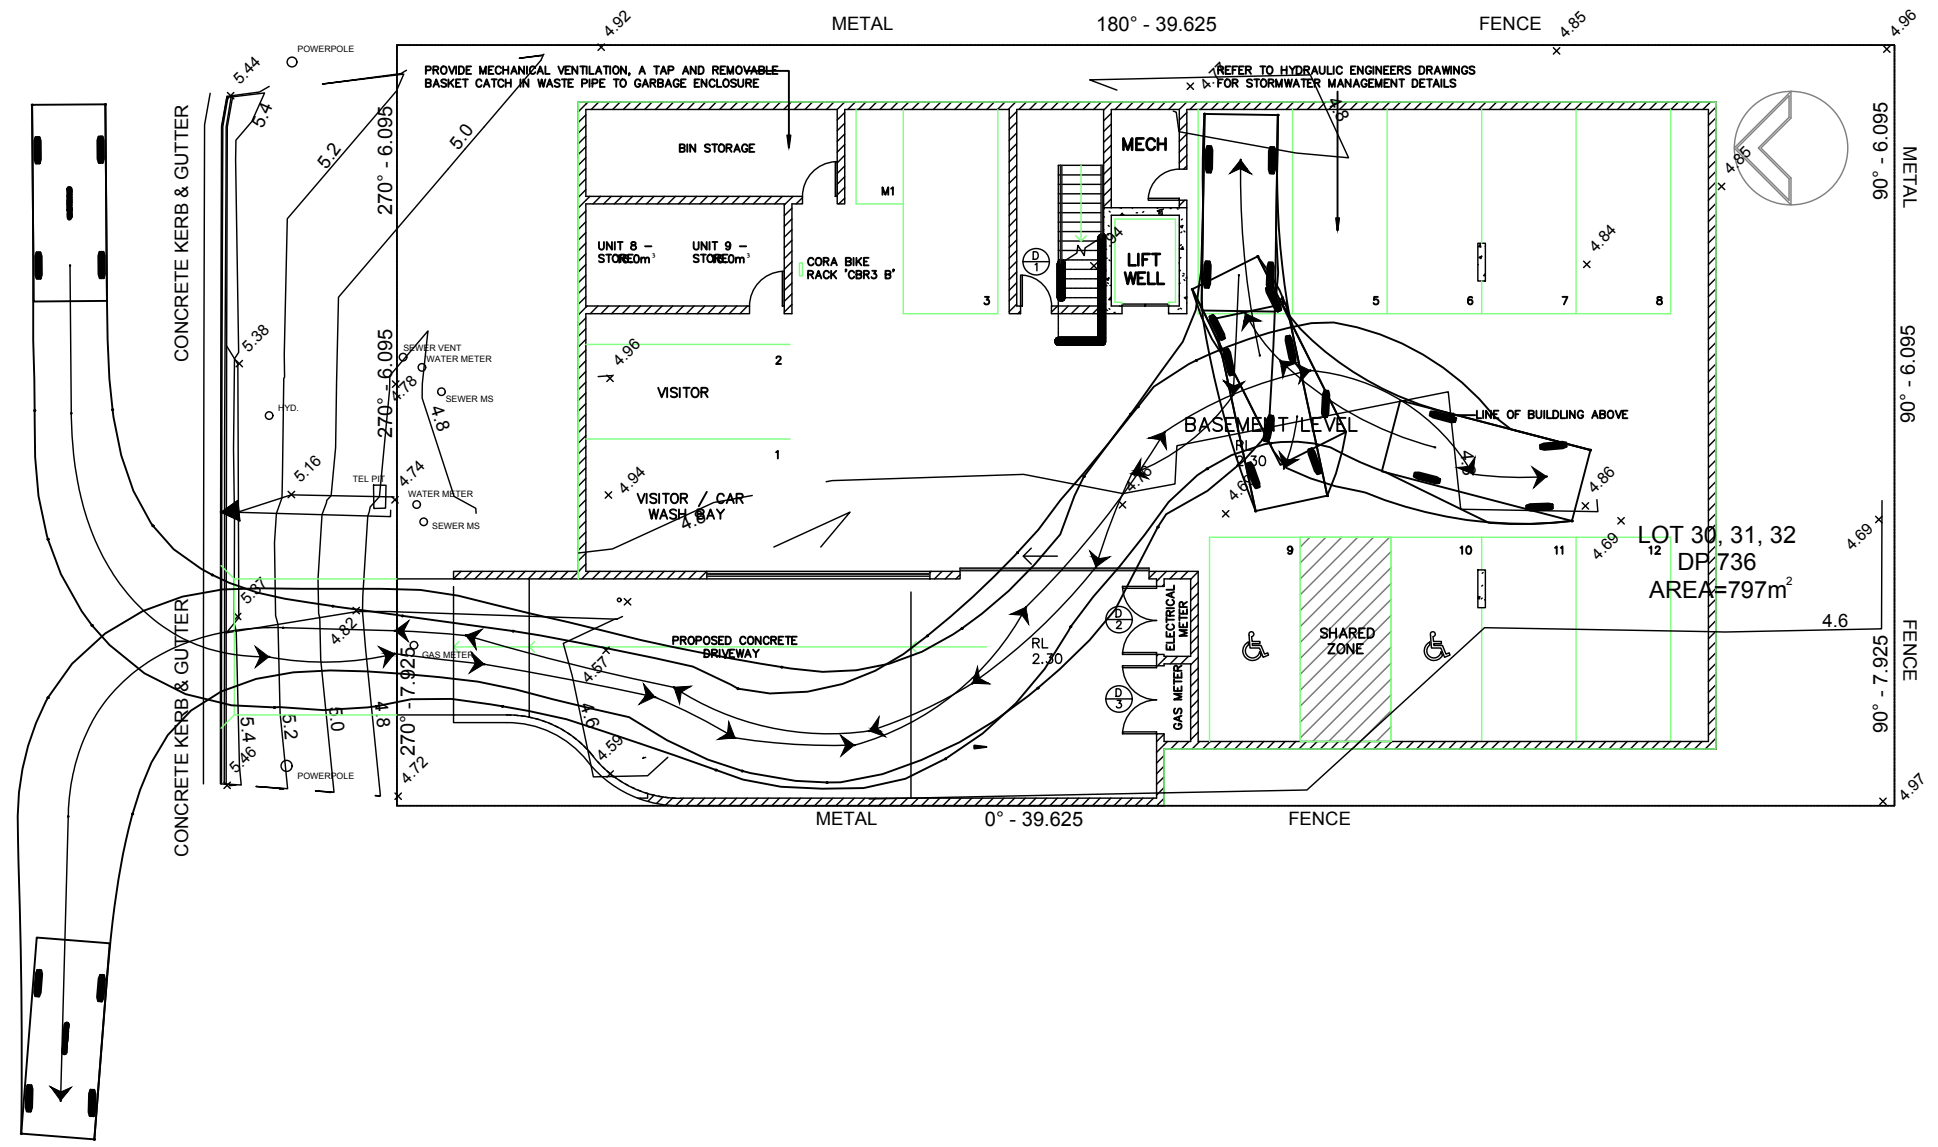 METAL
180° - 39.625
FENCE
4.92
4.85
4.96
POWERPOLE
5.44
PROVIDE MECHANICAL VENTILATION, A TAP AND REMOVABLE
BASKET CATCH IN WASTE PIPE TO GARBAGE ENCLOSURE
REFER TO HYDRAULIC ENGINEERS DRAWINGS
FOR STORMWATER MANAGEMENT DETAILS
5.4
5.2
5.0
4.8
CONCRETE KERB & GUTTER
270° - 6.095
BIN STORAGE
M1
MECH
4.85
90° - 6.095
METAL
UNIT 8 –
UNIT 9 –
CORA BIKE
RACK 'CBR3 B'
D
1
LIFT
WELL
4.84
3
5
6
7
8
5.38
270° - 6.095
SEWER VENT
WATER METER
4.78
SEWER MS
4.8
HYD.
4.96
2
VISITOR
1
BASEMENT LEVEL
RL
2.30
LINE OF BUILDLING ABOVE
90° - 6.095
5.16
TEL PIT
4.74
WATER METER
SEWER MS
4.94
VISITOR / CAR
WASH BAY
4.86
9
10
11
12
4.69
4.69
LOT 30, 31, 32
DP 736
AREA=797m²
4.6
4.82
GAS METER
PROPOSED CONCRETE
DRIVEWAY
4.57
RL
2.30
D
2
ELECTRICAL
METER
SHARED
ZONE
D
3
GAS METER
CONCRETE KERB & GUTTER
270° - 7.925
90° - 7.925
FENCE
5.4
5.2
5.0
4.8
4.6
4.59
5.46
POWERPOLE
4.72
4.97
METAL
0° - 39.625
FENCE